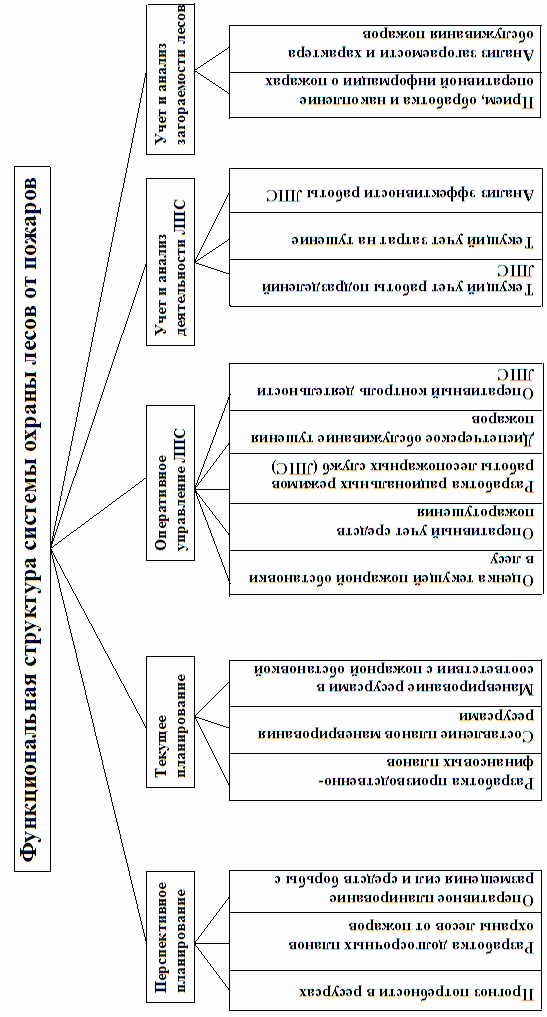 Функциональная структура системы охраны лесов от пожаров
Перспективное
планирование
Прогноз потребности в ресурсах
Разработка долгосрочных планов
охраны лесов от пожаров
Оперативное планирование
размещения сил и средств борьбы с
Текущее
планирование
Разработка производственно-
финансовых планов
Составление планов маневрирования
ресурсами
Маневрирование ресурсами в
соответствии с пожарной обстановкой
Оперативное
управление ЛПС
Оценка текущей пожарной обстановки
в лесу
Оперативный учет средств
пожаротушения
Разработка рациональных режимов
работы лесопожарных служб (ЛПС)
Диспетчерское обслуживание тушения
пожаров
Оперативный контроль деятельности
ЛПС
Учет и анализ
деятельности ЛПС
Текущий учет работы подразделений
ЛПС
Текущий учет затрат на тушение
Анализ эффективности работы ЛПС
Учет и анализ
загораемости лесов
Прием, обработка и накопление
оперативной информации о пожарах
Анализ загораемости и характера
обслуживания пожаров